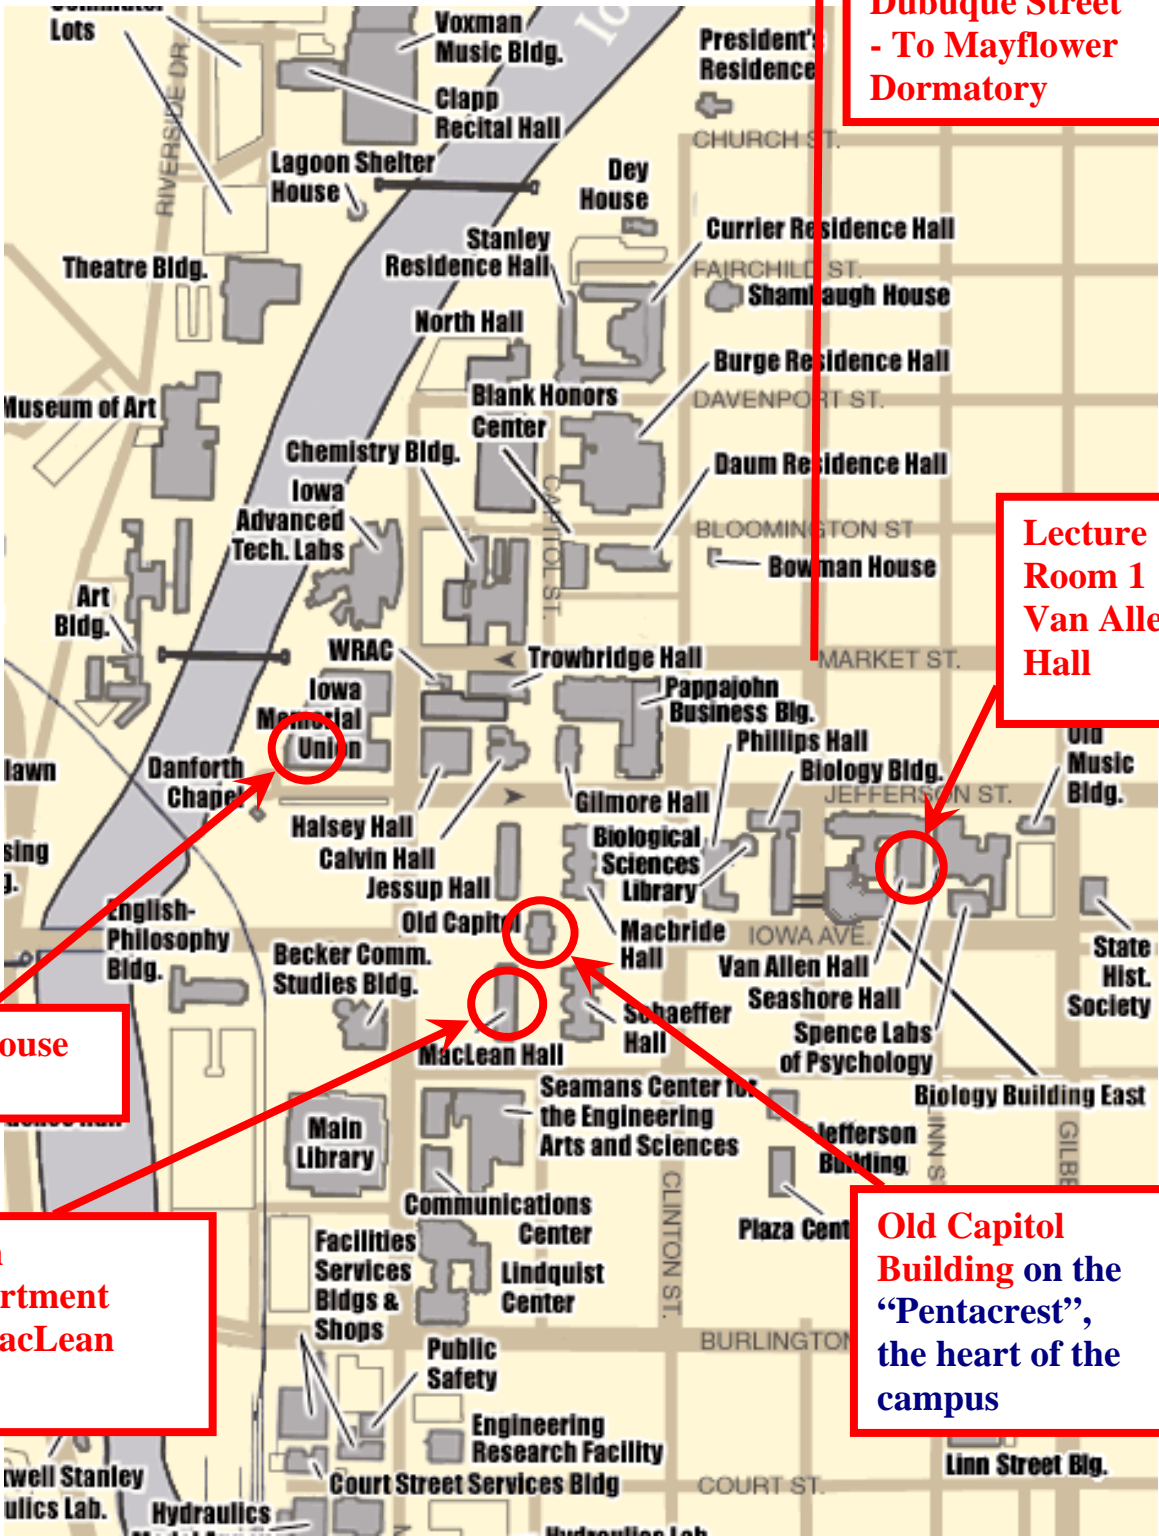 Commuter
Lots
Voxman
Music Bldg.
Clapp
Recital Hall
RIVERSIDE DR.
Lagoon Shelter
House
Theatre Bldg.
President's
Residence
Dubuque Street
- To Mayflower
Dormatory
CHURCH ST.
Dey
House
Stanley
Residence Hall
Currier Residence Hall
FAIRCHILD ST.
Shambaugh House
North Hall
Burge Residence Hall
Museum of Art
Blank Honors
Center
DAVENPORT ST.
Chemistry Bldg.
Daum Residence Hall
Iowa
Advanced
Tech. Labs
CAPITOL ST.
BLOOMINGTON ST
Bowman House
Lecture
Room 1
Van Alle
Hall
Art
Bldg.
WRAC
Trowbridge Hall
MARKET ST.
Iowa
Memorial
Union
Pappajohn
Business Blg.
Phillips Hall
Biology Bldg.
Old
Music
Bldg.
lawn
Danforth
Chapel
JEFFERSON ST.
Gilmore Hall
Halsey Hall
Calvin Hall
Jessup Hall
Biological
Sciences
Library
sing
g.
English-
Philosophy
Bldg.
Old Capitol
Macbride
Hall
IOWA AVE.
Van Allen Hall
Seashore Hall
Spence Labs
of Psychology
Biology Building East
State
Hist.
Society
Becker Comm.
Studies Bldg.
Schaeffer
Hall
MacLean Hall
ouse
Seamans Center for
the Engineering
Arts and Sciences
Main
Library
Jefferson
Building
LINN S
GILBE
Communications
Center
CLINTON ST.
Plaza Cent
rtment
acLean
Facilities
Services
Bldgs &
Shops
Lindquist
Center
Old Capitol
Building on the
“Pentacrest”,
the heart of the
campus
BURLINGTON
Public
Safety
Engineering
Research Facility
Court Street Services Bldg
COURT ST.
Linn Street Blg.
xwell Stanley
ulics Lab.
Hydraulics
Hydraulics Lab